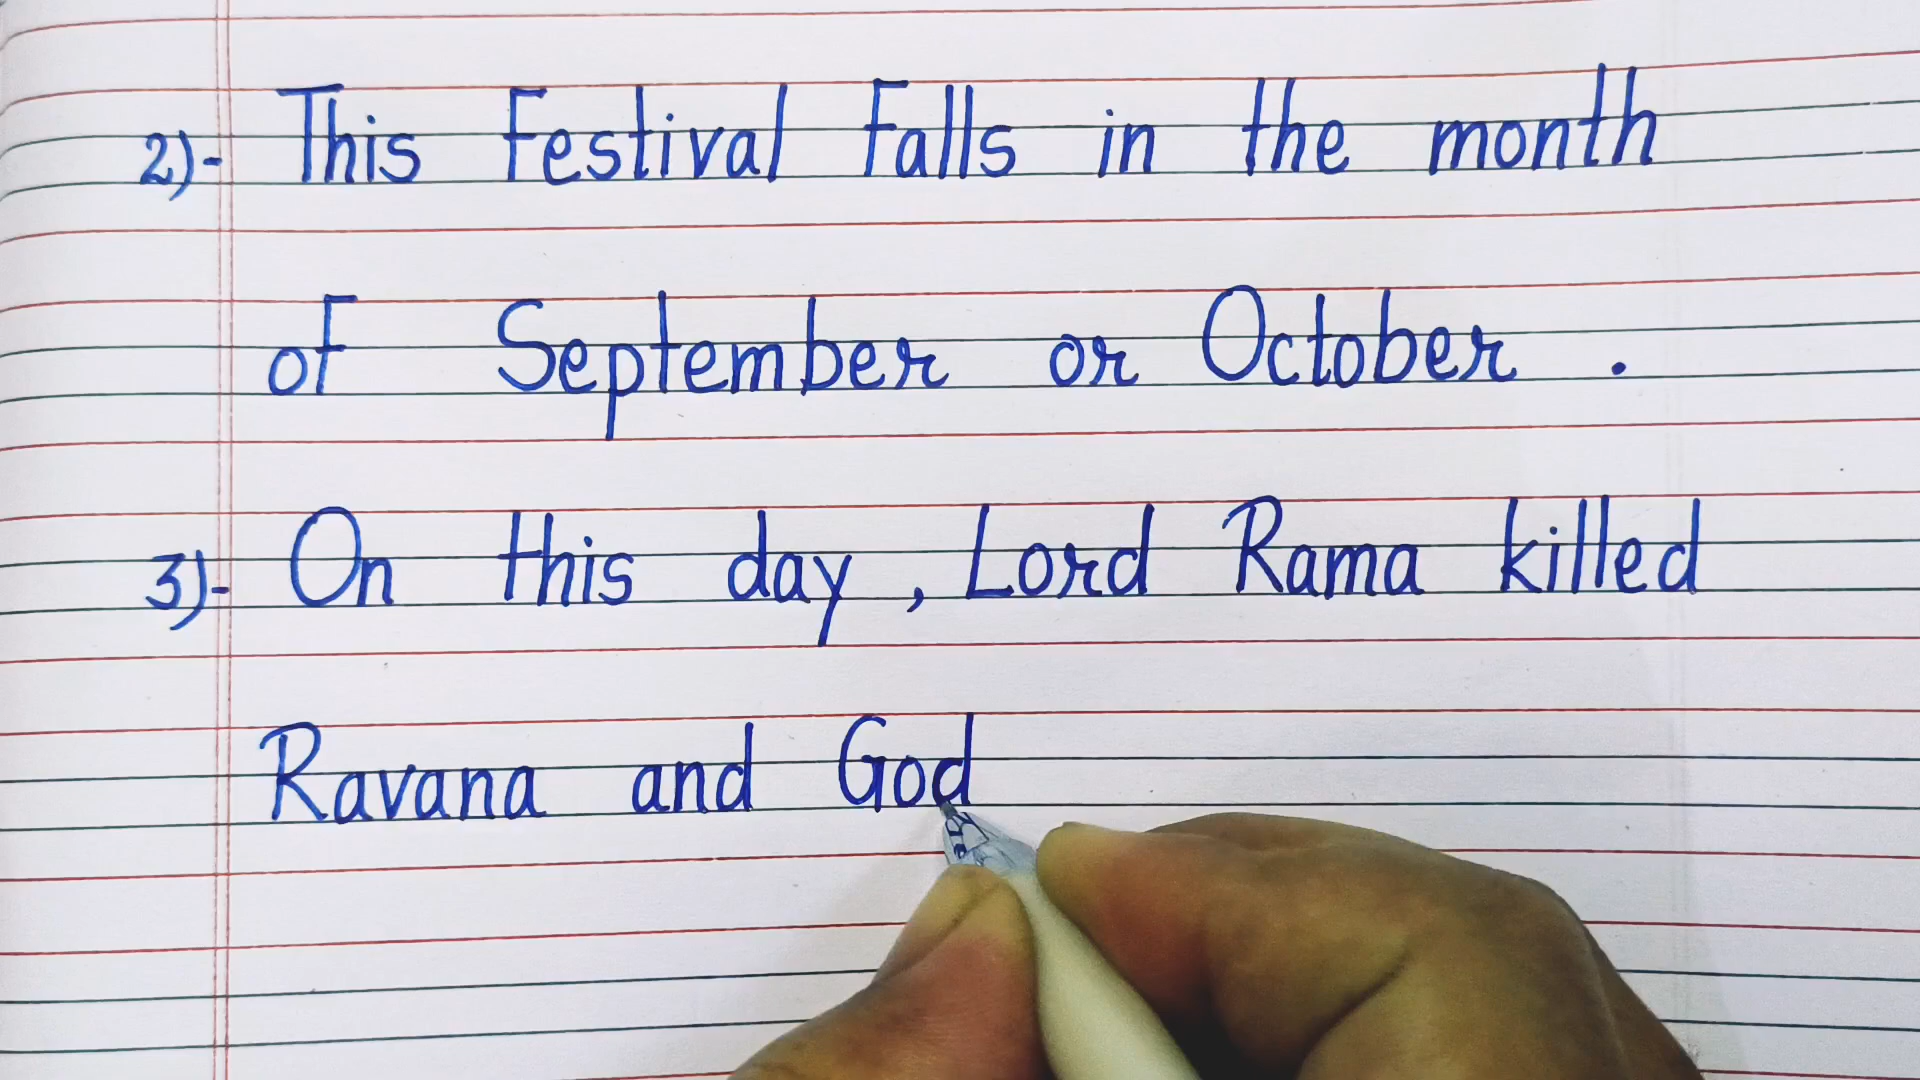 2)- This Festival Falls in the month
of September or October .
3)- On this day , Lord Rama killed
Ravana and God